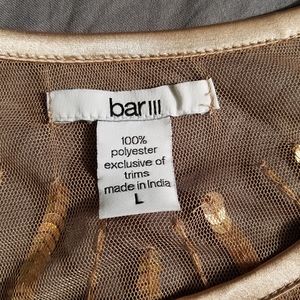 bar III
100%
polyester
exclusive of
trims
made in India
L